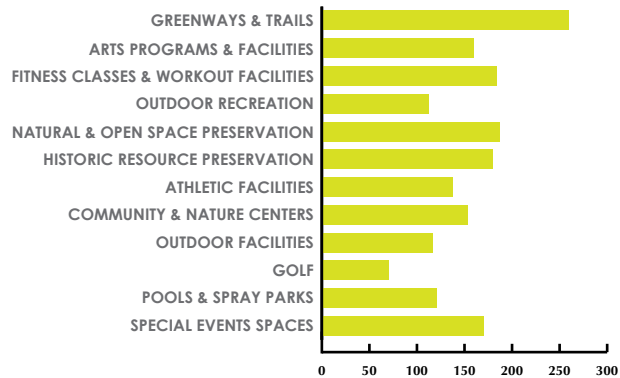 GREENWAYS & TRAILS
ARTS PROGRAMS & FACILITIES
FITNESS CLASSES & WORKOUT FACILITIES
OUTDOOR RECREATION
NATURAL & OPEN SPACE PRESERVATION
HISTORIC RESOURCE PRESERVATION
ATHLETIC FACILITIES
COMMUNITY & NATURE CENTERS
OUTDOOR FACILITIES
GOLF
POOLS & SPRAY PARKS
SPECIAL EVENTS SPACES
0 50 100 150 200 250 300